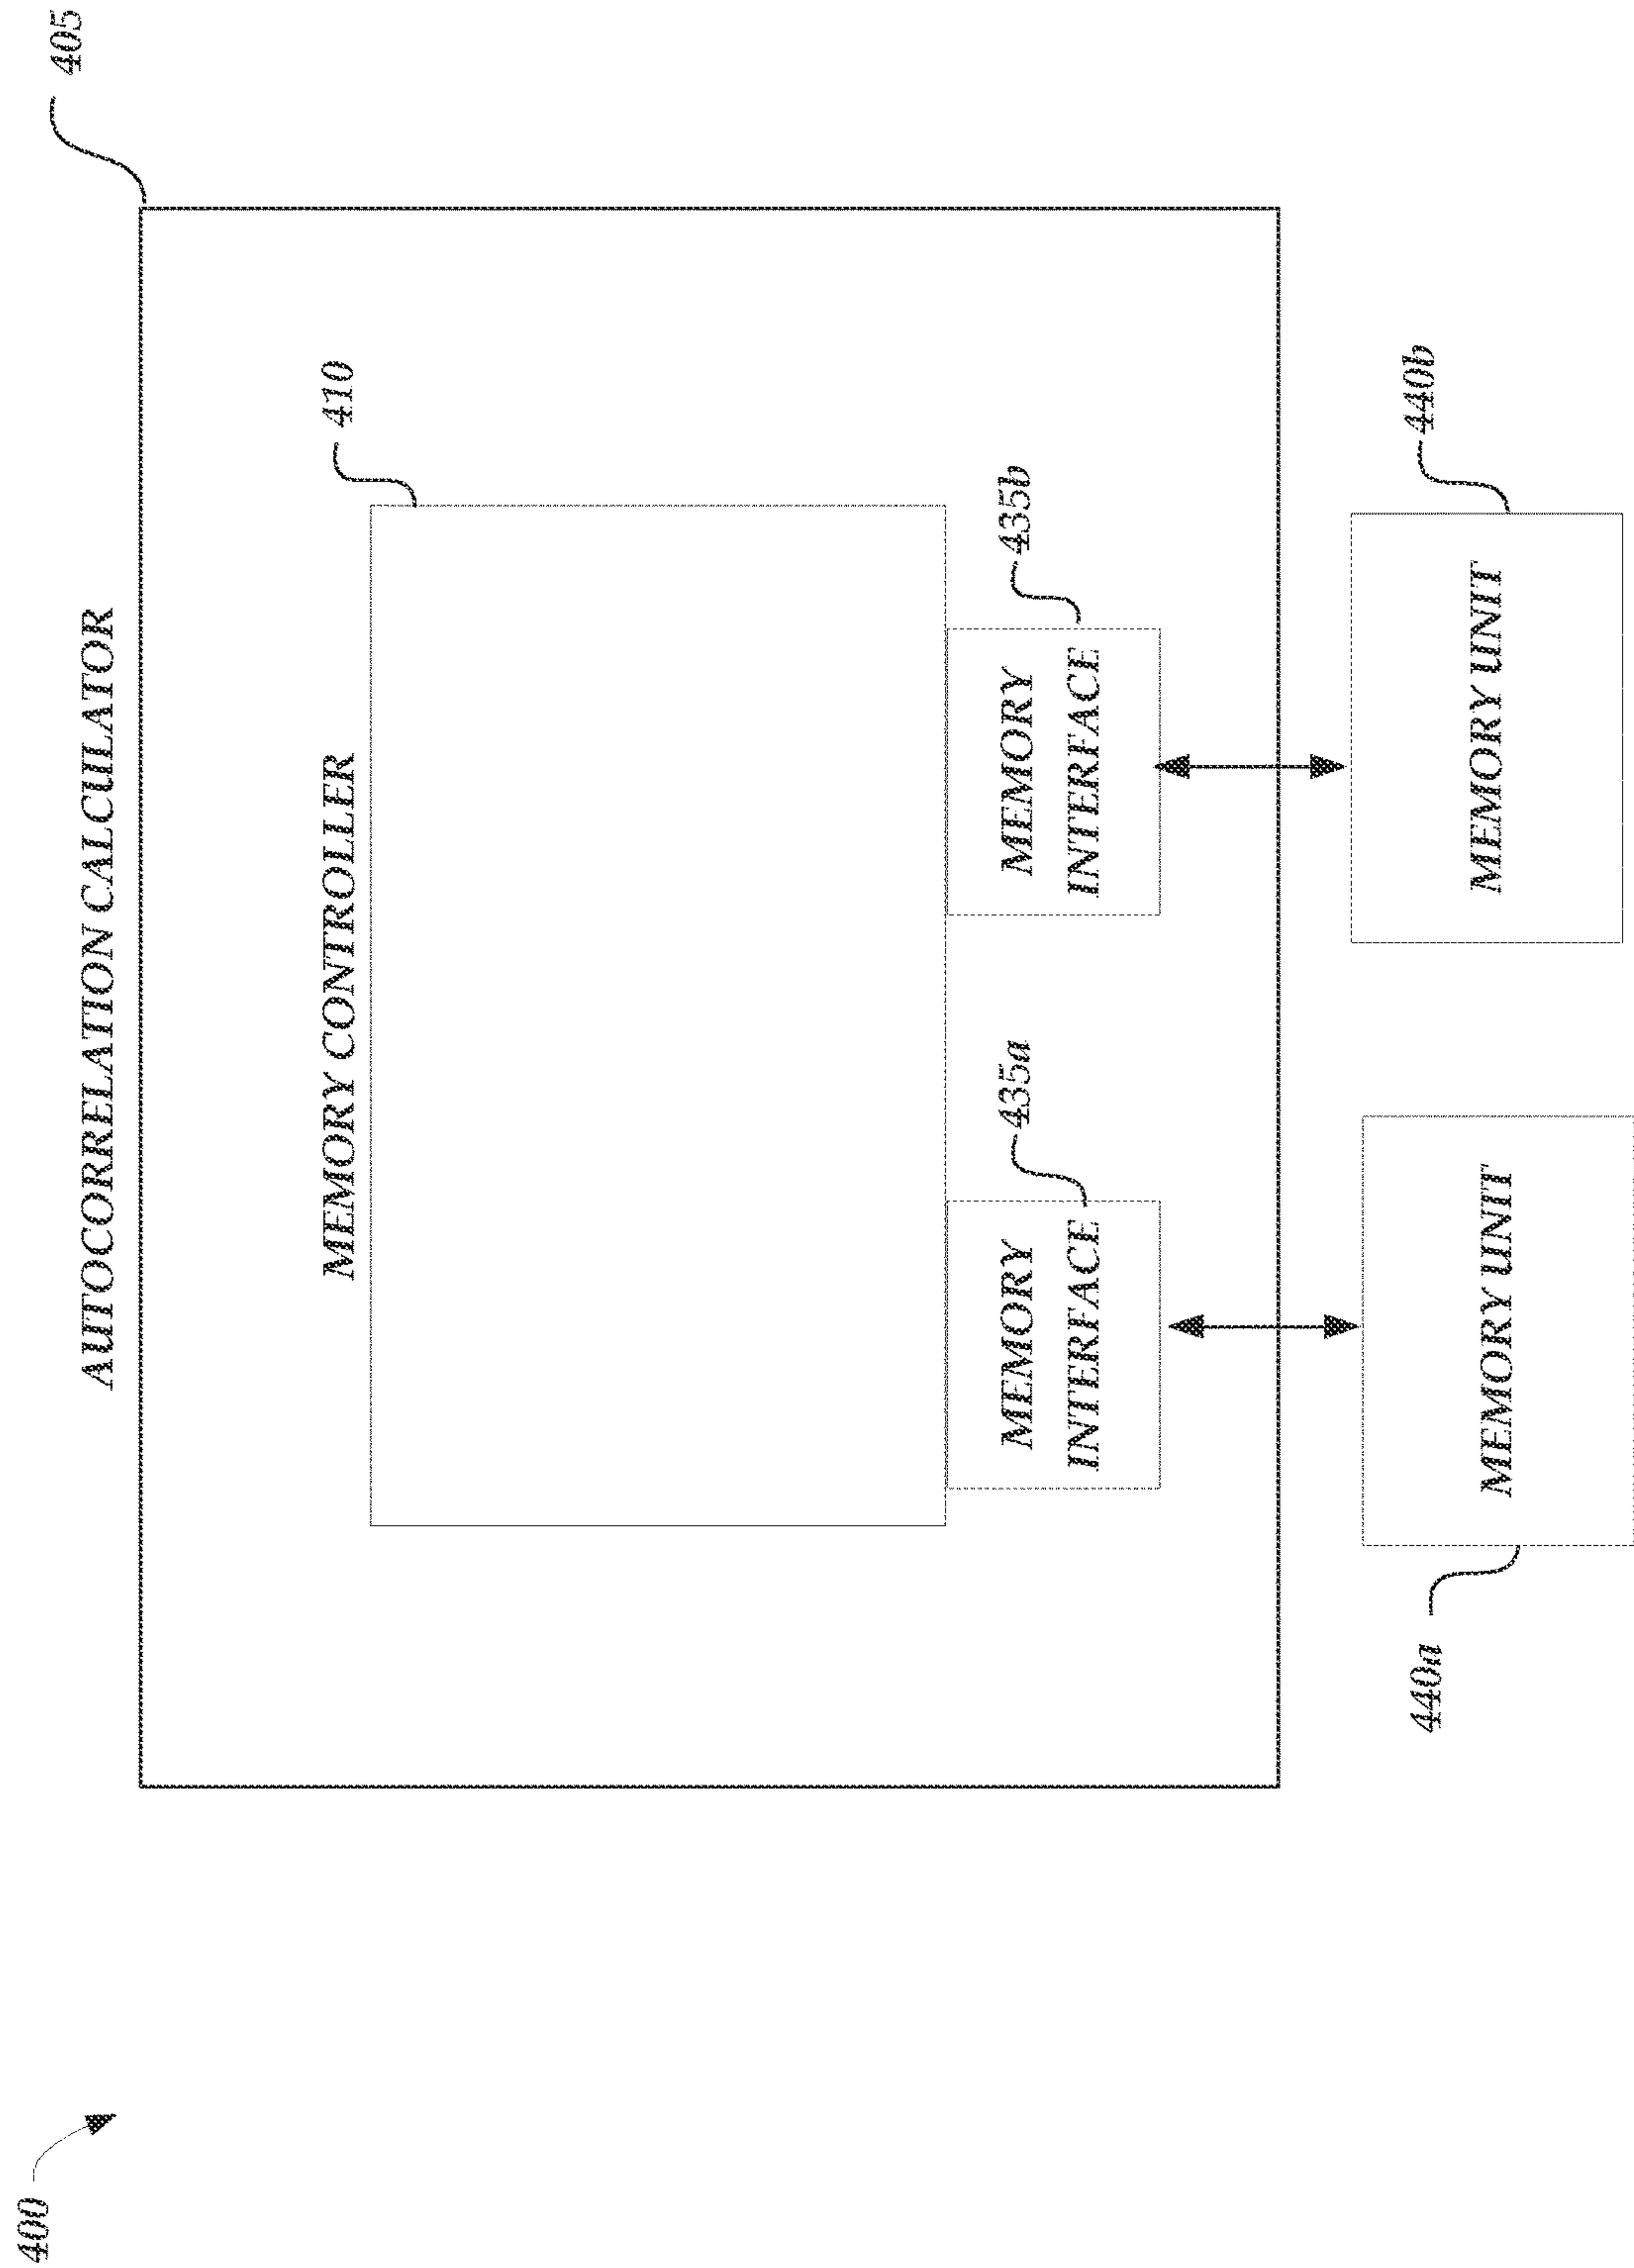 400
AUTOCORRELATION CALCULATOR
405
MEMORY CONTROLLER
410
MEMORY
INTERFACE
435a
MEMORY
INTERFACE
435b
440a
MEMORY UNIT
MEMORY UNIT
440b